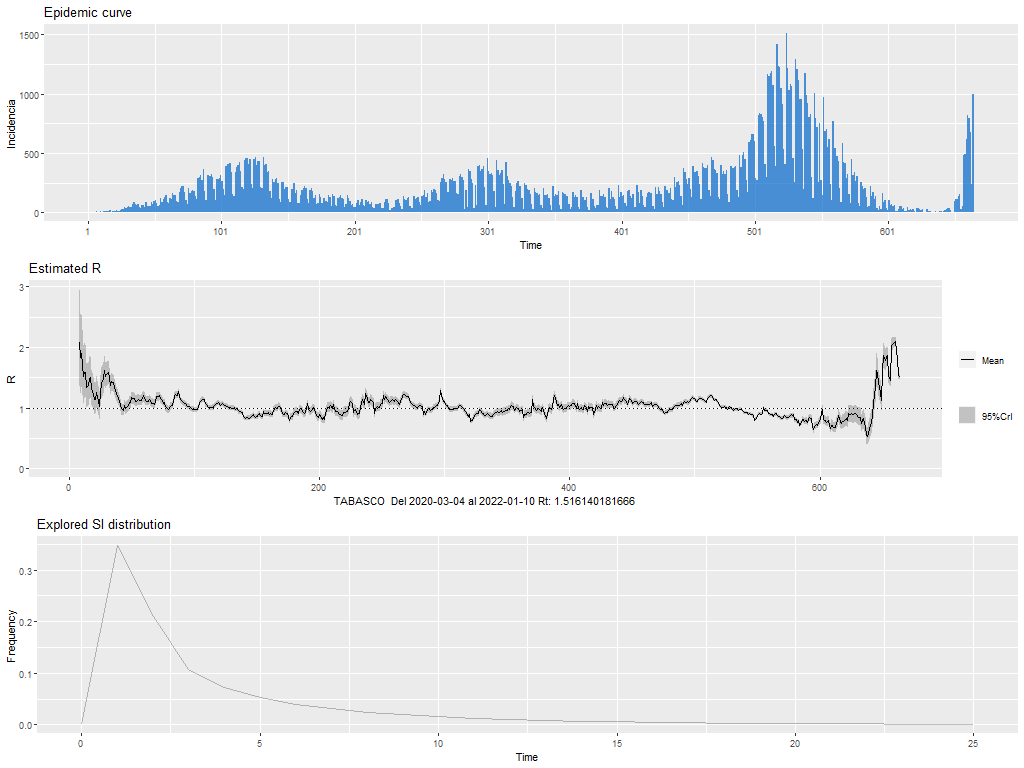 Epidemic curve
1500
1000
500
0
Incidencia
1 101 201 301 401 501 601
Time
Estimated R
3
2
1
0
R
Mean
95%CrI
0 200 400 600
TABASCO Del 2020-03-04 al 2022-01-10 Rt: 1.516140181666
Explored SI distribution
0.3
0.2
0.1
0.0
Frequency
0 5 10 15 20 25
Time